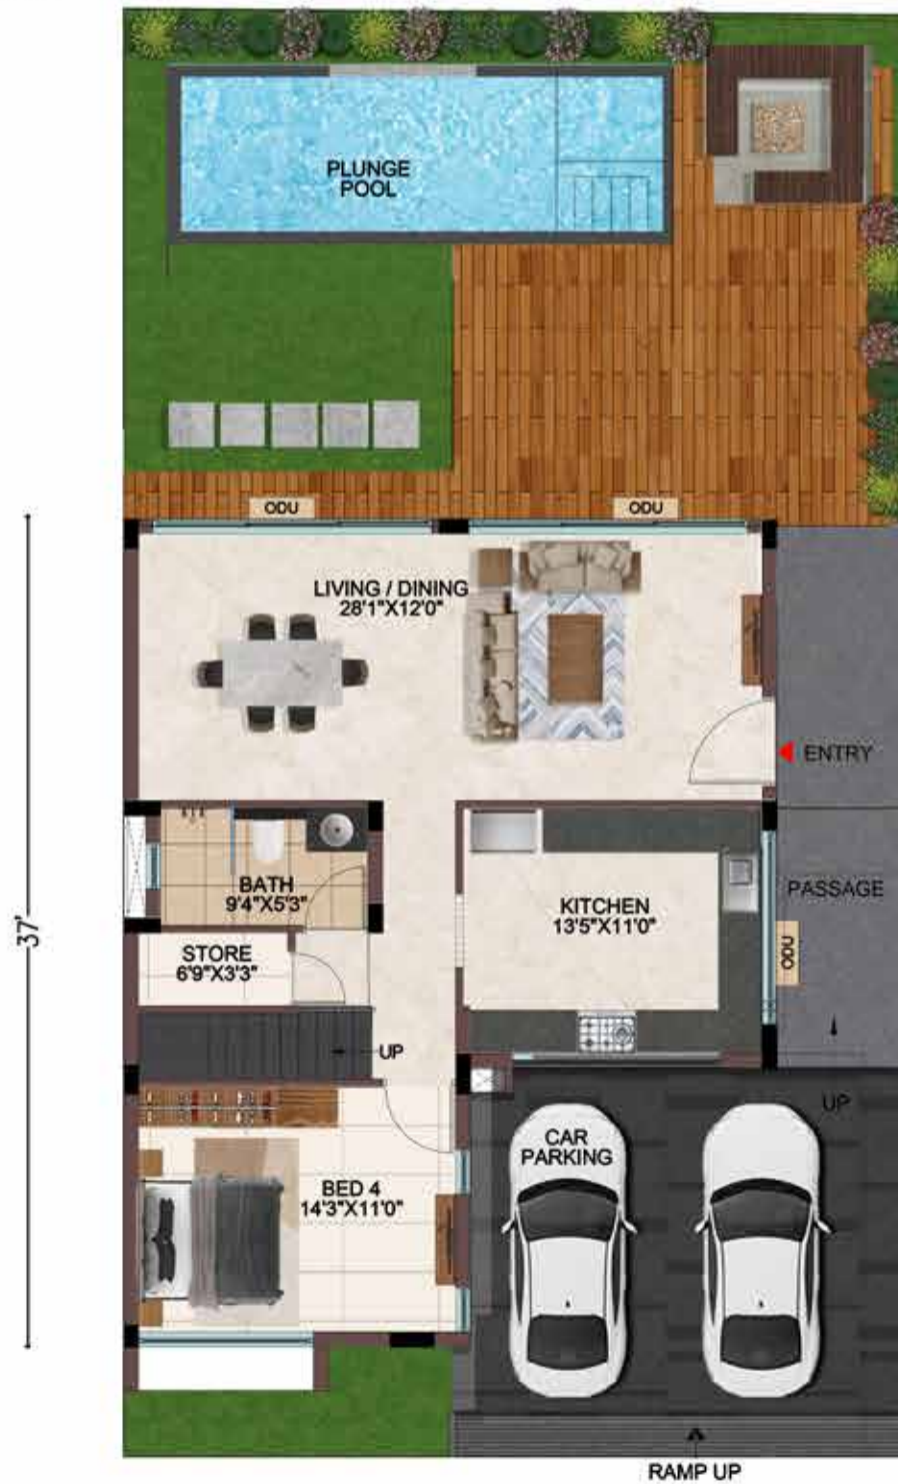 PLUNGE
POOL
ODU
ODU
LIVING / DINING
28'1"X12'0"
ENTRY
BATH
9'4"X5'3"
KITCHEN
13'5"X11'0"
PASSAGE
ODU
STORE
6'9"X3'3"
37'
UP
UP
CAR
PARKING
BED 4
14'3"X11'0"
RAMP UP